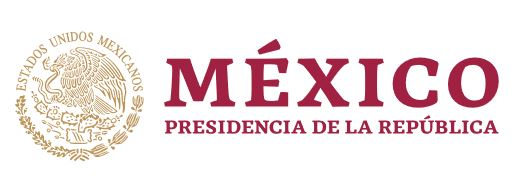 ESTADOS UNIDOS MEXICANOS
MÉXICO
PRESIDENCIA DE LA REPÚBLICA